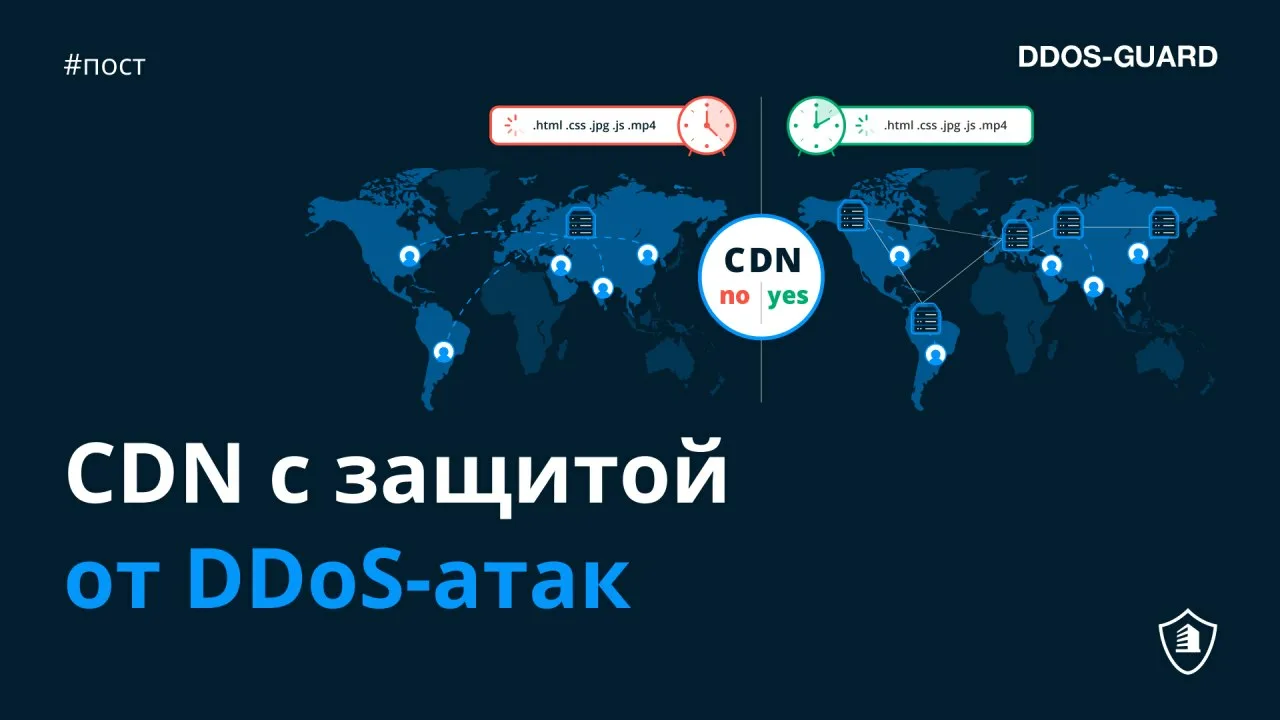 #пост
DDOS-GUARD
.html .css .jpg .js .mp4
.html .css .jpg .js .mp4
CDN
no
yes
CDN с защитой
от DDoS-атак